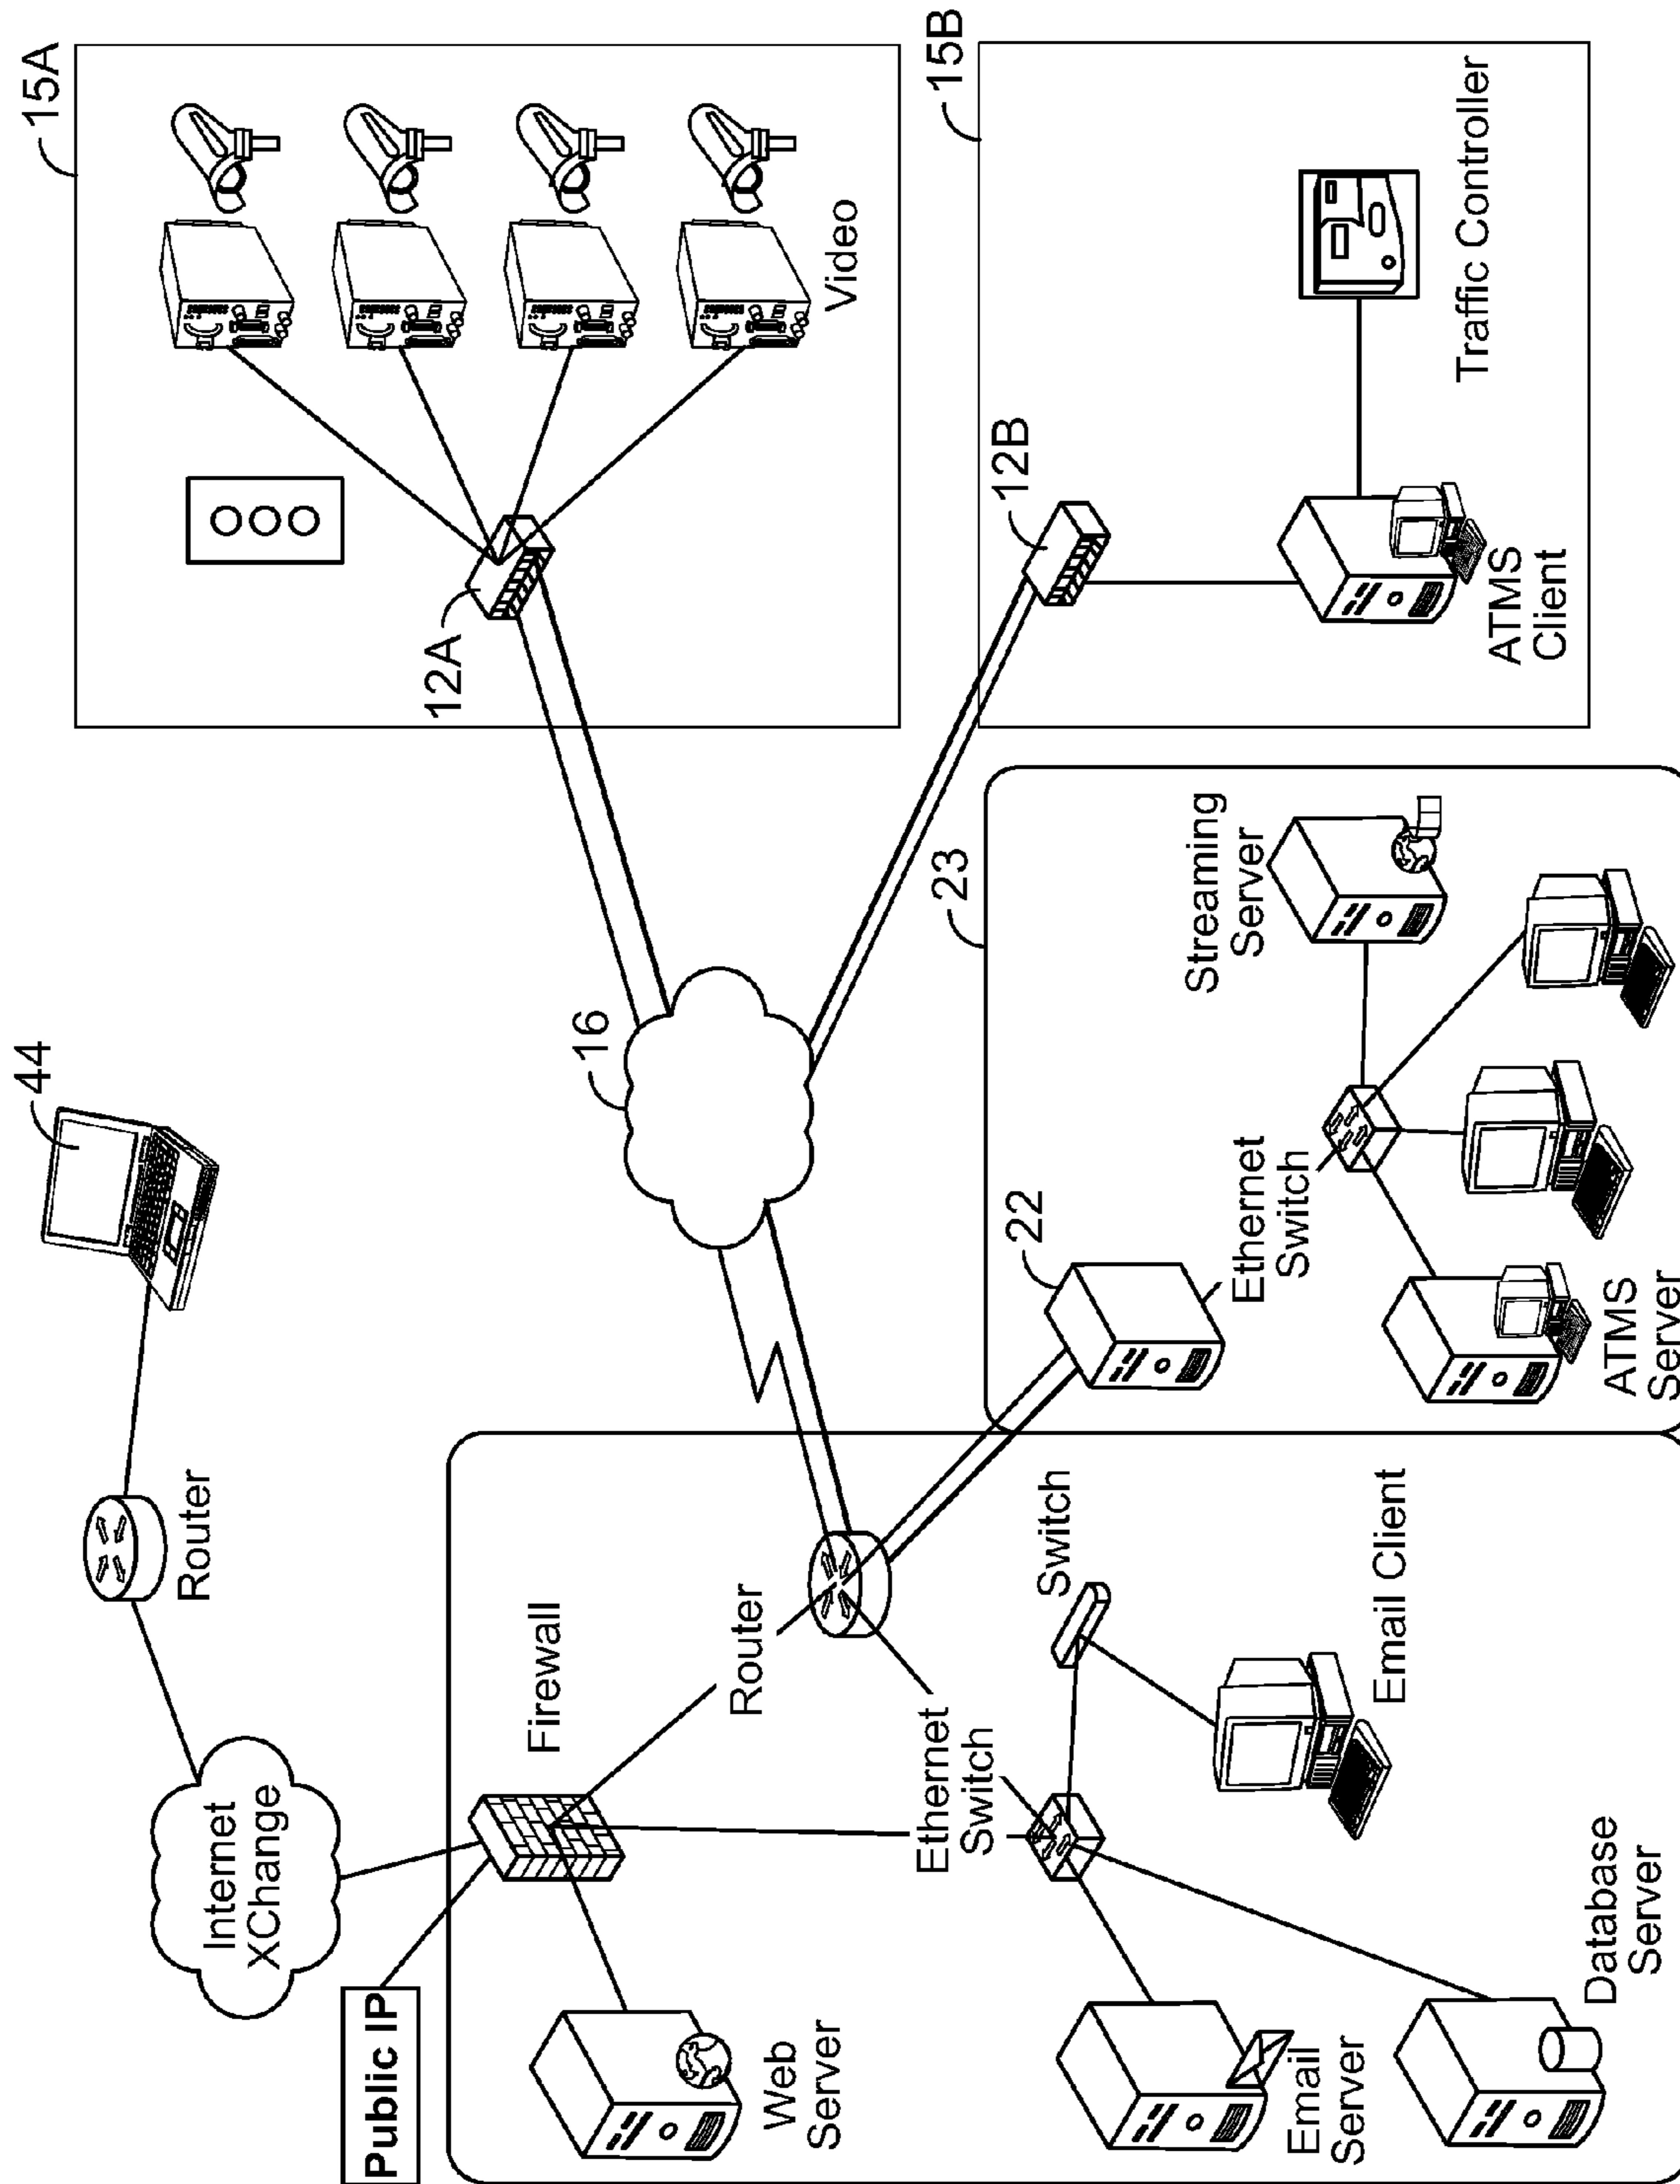 44
Router
Internet
XChange
Public IP
Firewall
Web
Server
Router
Ethernet
Switch
Switch
Email Client
Email
Server
Database
Server
16
22
23
Ethernet
Switch
Streaming
Server
ATMS
Server
15A
12A
Video
15B
12B
ATMS
Client
Traffic Controller